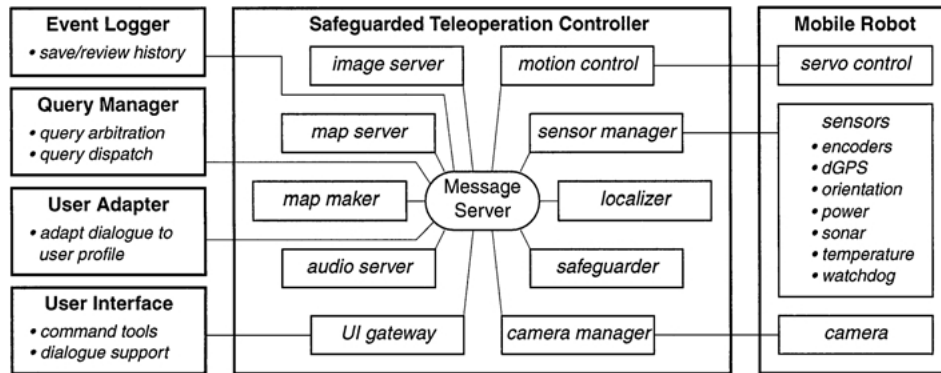 Event Logger
• save/review history
Query Manager
• query arbitration
• query dispatch
User Adapter
• adapt dialogue to
user profile
User Interface
• command tools
• dialogue support
Safeguarded Teleoperation Controller
image server
motion control
map server
sensor manager
Message
Server
map maker
localizer
audio server
safeguarder
UI gateway
camera manager
Mobile Robot
servo control
sensors
• encoders
• dGPS
• orientation
• power
• sonar
• temperature
• watchdog
camera